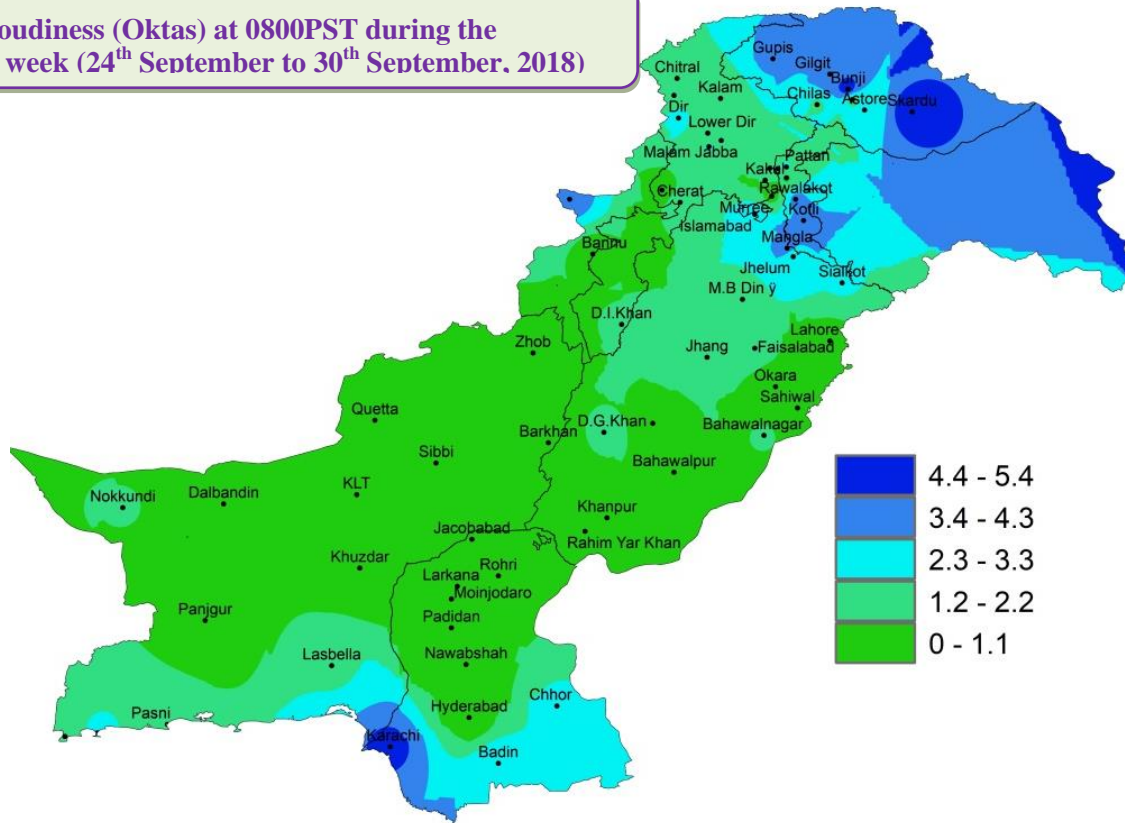 oudiness (Oktas) at 0800PST during the
week (24th September to 30th September, 2018)
Gupis
Gilgit
Bunji
Chitral
Kalam
Chilas
Astore
Skardu
Dir
Lower Dir
Malam Jabba
Pattan
Kakul
Rawalakot
Cherat
Murree
Kotli
Islamabad
Mangla
Bannu
Jhelum
Sialkot
M.B Din ÿ
D.I.Khan
Lahore
Zhob
Jhang
Faisalabad
Okara
Sahiwal
Quetta
D.G.Khan
Bahawalnagar
Barkhan
Sibbi
Bahawalpur
4.4 - 5.4
Nokkundi
Dalbandin
KLT
Khanpur
3.4 - 4.3
Jacobabad
Rahim Yar Khan
2.3 - 3.3
Khuzdar
Rohri
Larkana
Moinjodaro
1.2 - 2.2
Panjgur
Padidan
0 - 1.1
Lasbella
Nawabshah
Chhor
Pasni
Hyderabad
Karachi
Badin